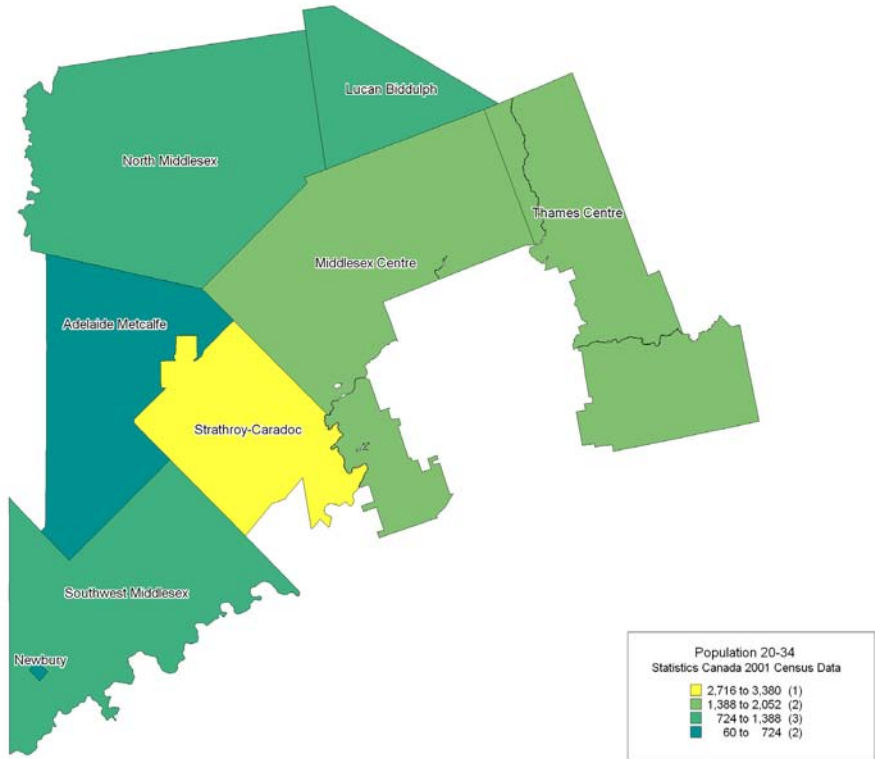 Lucan Biddulph
North Middlesex
Thames Centre
Middlesex Centre
Adelaide Metcalfe
Strathroy-Caradoc
Southwest Middlesex
Newbury
Population 20-34
Statistics Canada 2001 Census Data
2,716 to 3,380 (1)
1,388 to 2,052 (2)
724 to 1,388 (3)
60 to 724 (2)